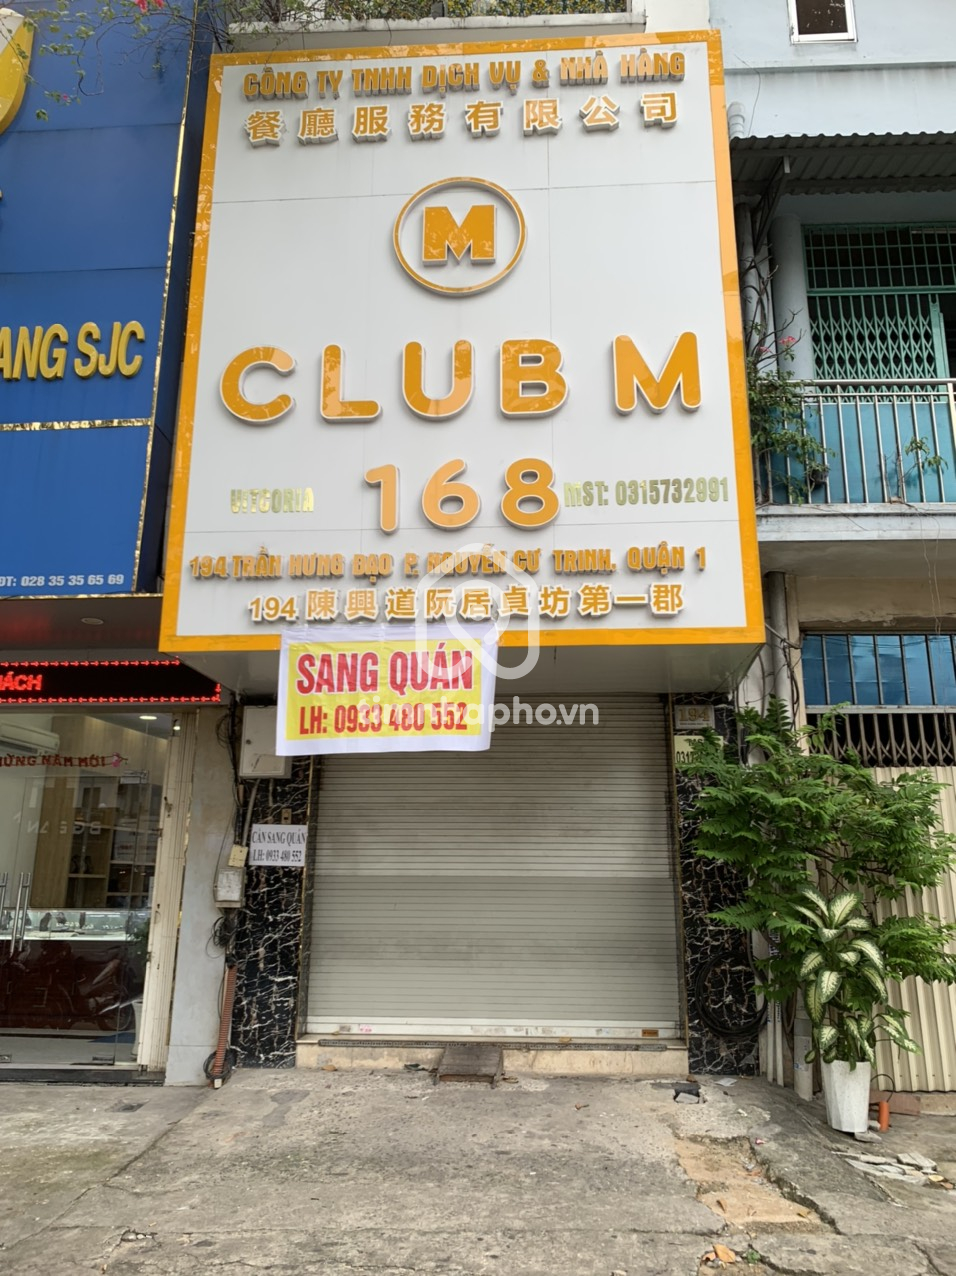 CÔNG TY TNHH DỊCH VỤ & NHÀ HÀNG
餐廳服務有限公司
M
CLUB M
168
VITCORIA
MST: 0315732991
194 TRẦN HƯNG ĐẠO P. NGUYỄN CƯ TRINH, QUẬN 1
194 陳興道阮居貞坊第一郡
ANG SJC
ĐT: 028 35 35 65 69
HÁCH
ỪNG NĂM MỚI
SANG QUÁN
LH: 0933 480 552
CẦN SANG QUÁN
LH: 0933 480 552
194